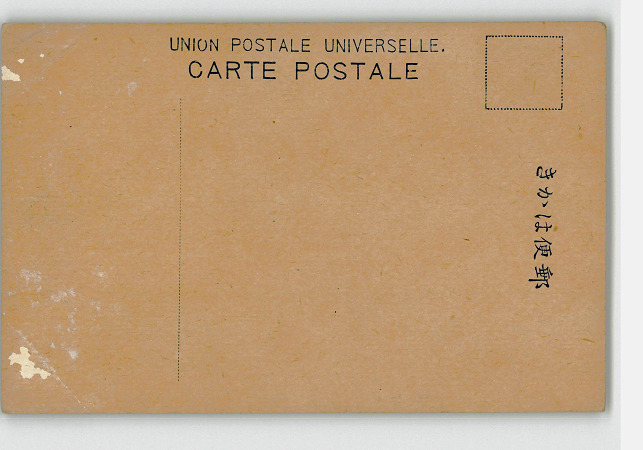 UNION POSTALE UNIVERSELLE.
CARTE POSTALE
郵便はかき